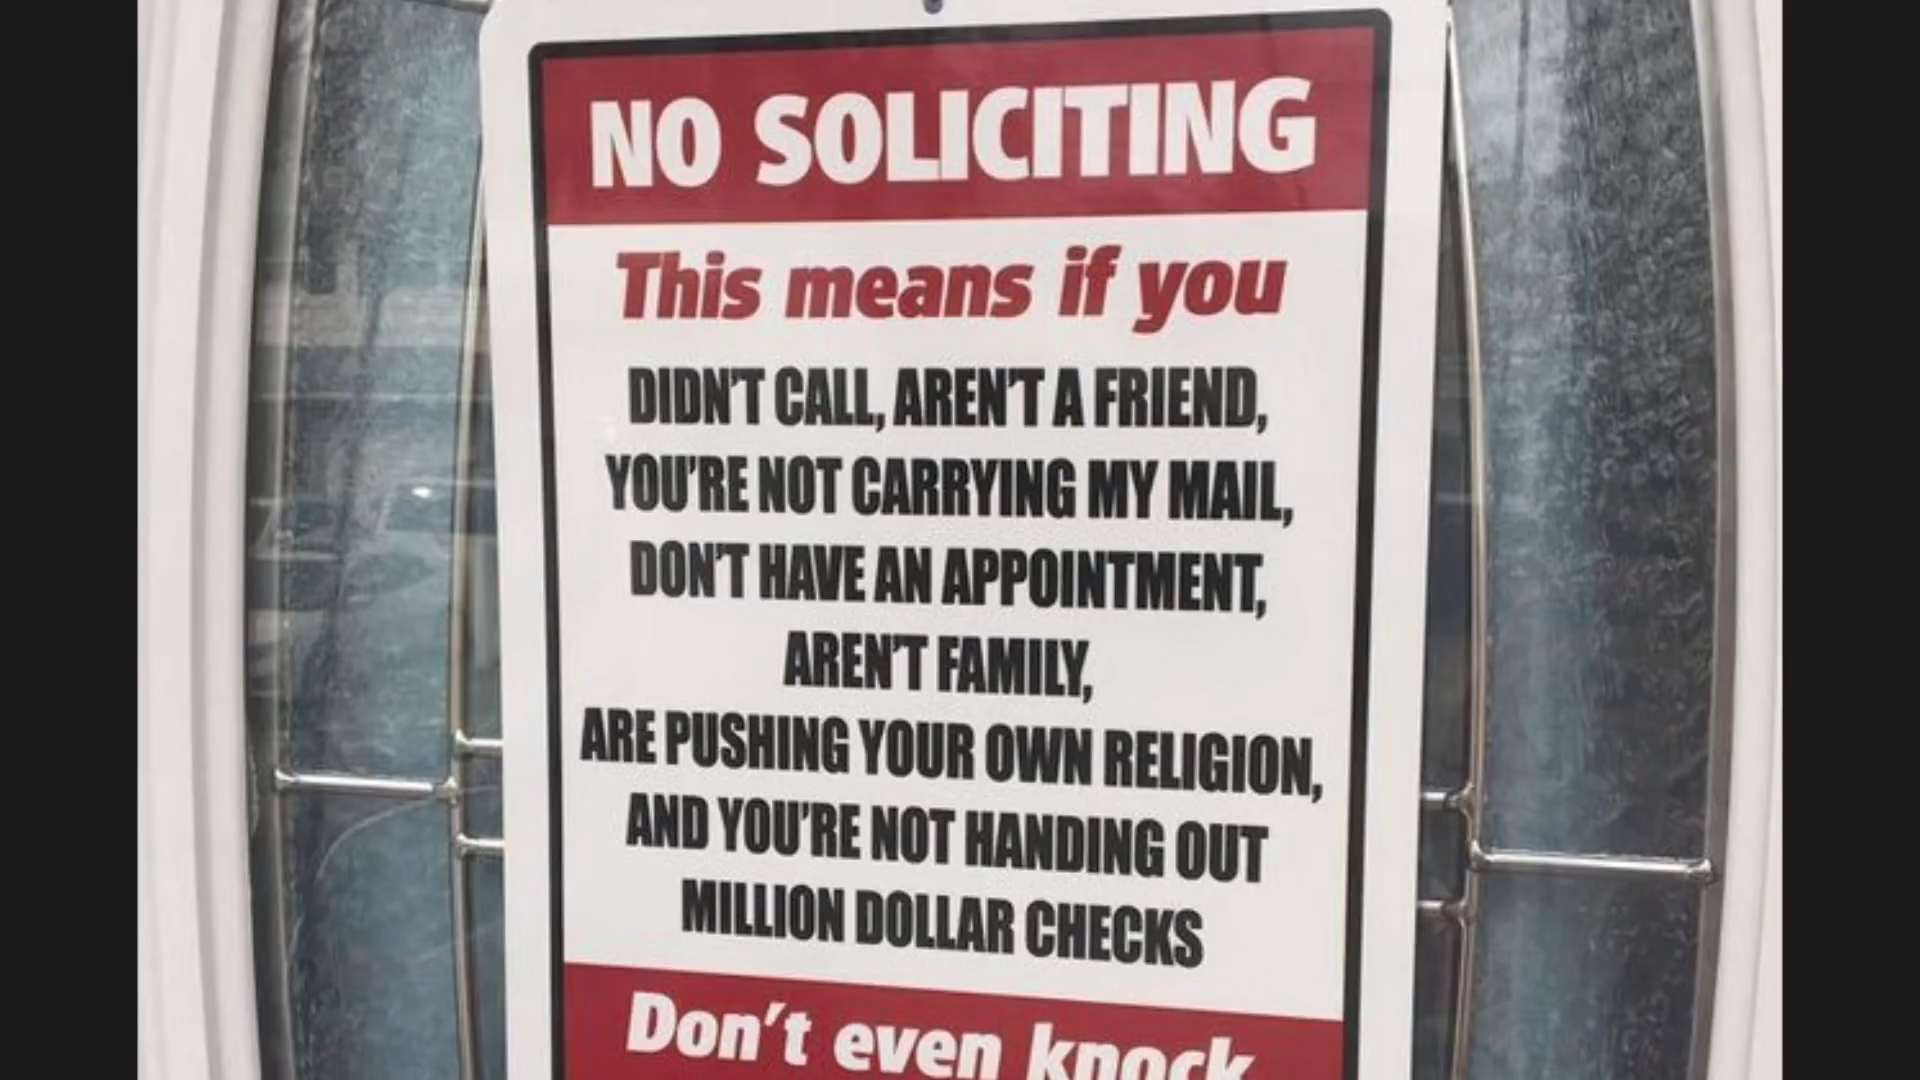 NO SOLICITING
This means if you
DIDN'T CALL, AREN'T A FRIEND,
YOU'RE NOT CARRYING MY MAIL,
DON'T HAVE AN APPOINTMENT,
AREN'T FAMILY,
ARE PUSHING YOUR OWN RELIGION,
AND YOU'RE NOT HANDING OUT
MILLION DOLLAR CHECKS
Don't even knock